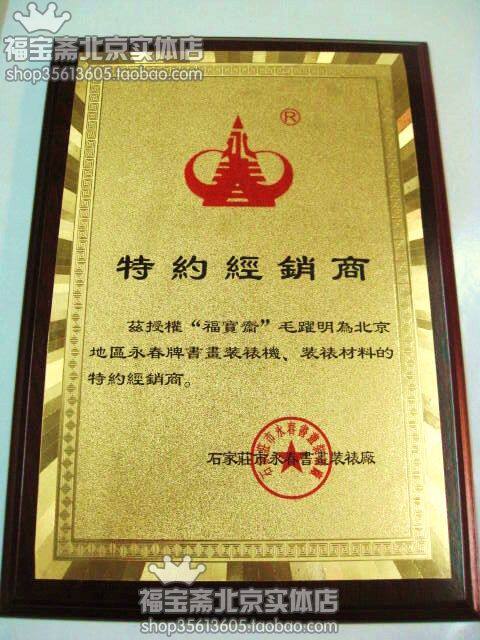 福宝斋北京实体店
shop35613605.taobao.com
®
特約經銷商
茲授權“福寶齋”毛躍明為北京
地區永春牌書畫裝裱機、裝裱材料的
特約經銷商。
石家莊市永春書畫裝裱廠
福宝斋北京实体店
shop35613605.taobao.com